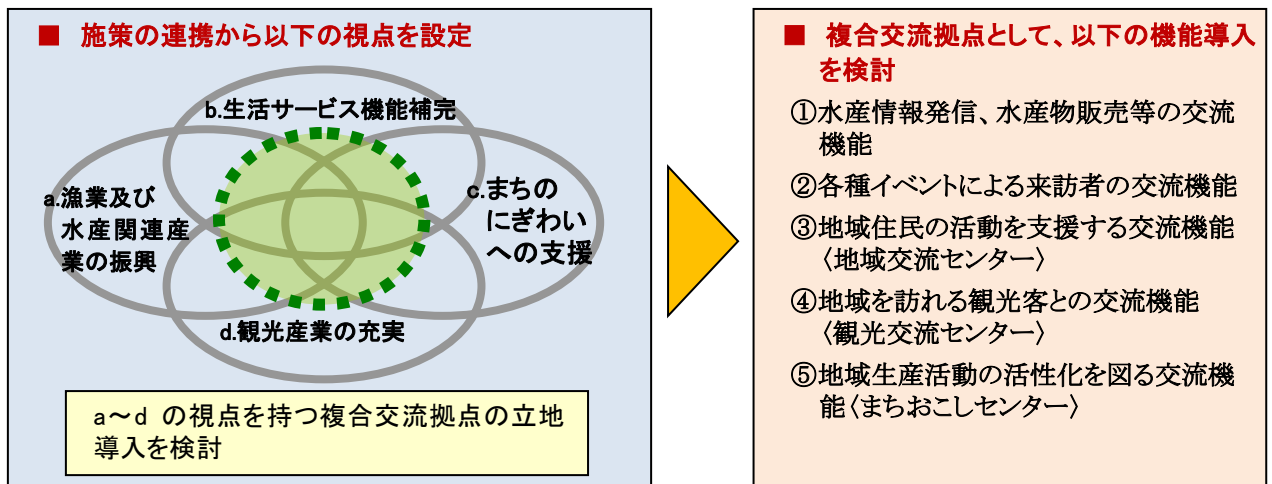 ■ 施策の連携から以下の視点を設定
b.生活サービス機能補完
a.漁業及び
水産関連産
業の振興
c.まちの
にぎわい
への支援
d.観光産業の充実
a～d の視点を持つ複合交流拠点の立地
導入を検討
■ 複合交流拠点として、以下の機能導入
を検討
①水産情報発信、水産物販売等の交流
機能
②各種イベントによる来訪者の交流機能
③地域住民の活動を支援する交流機能
〈地域交流センター〉
④地域を訪れる観光客との交流機能
〈観光交流センター〉
⑤地域生産活動の活性化を図る交流機
能〈まちおこしセンター〉